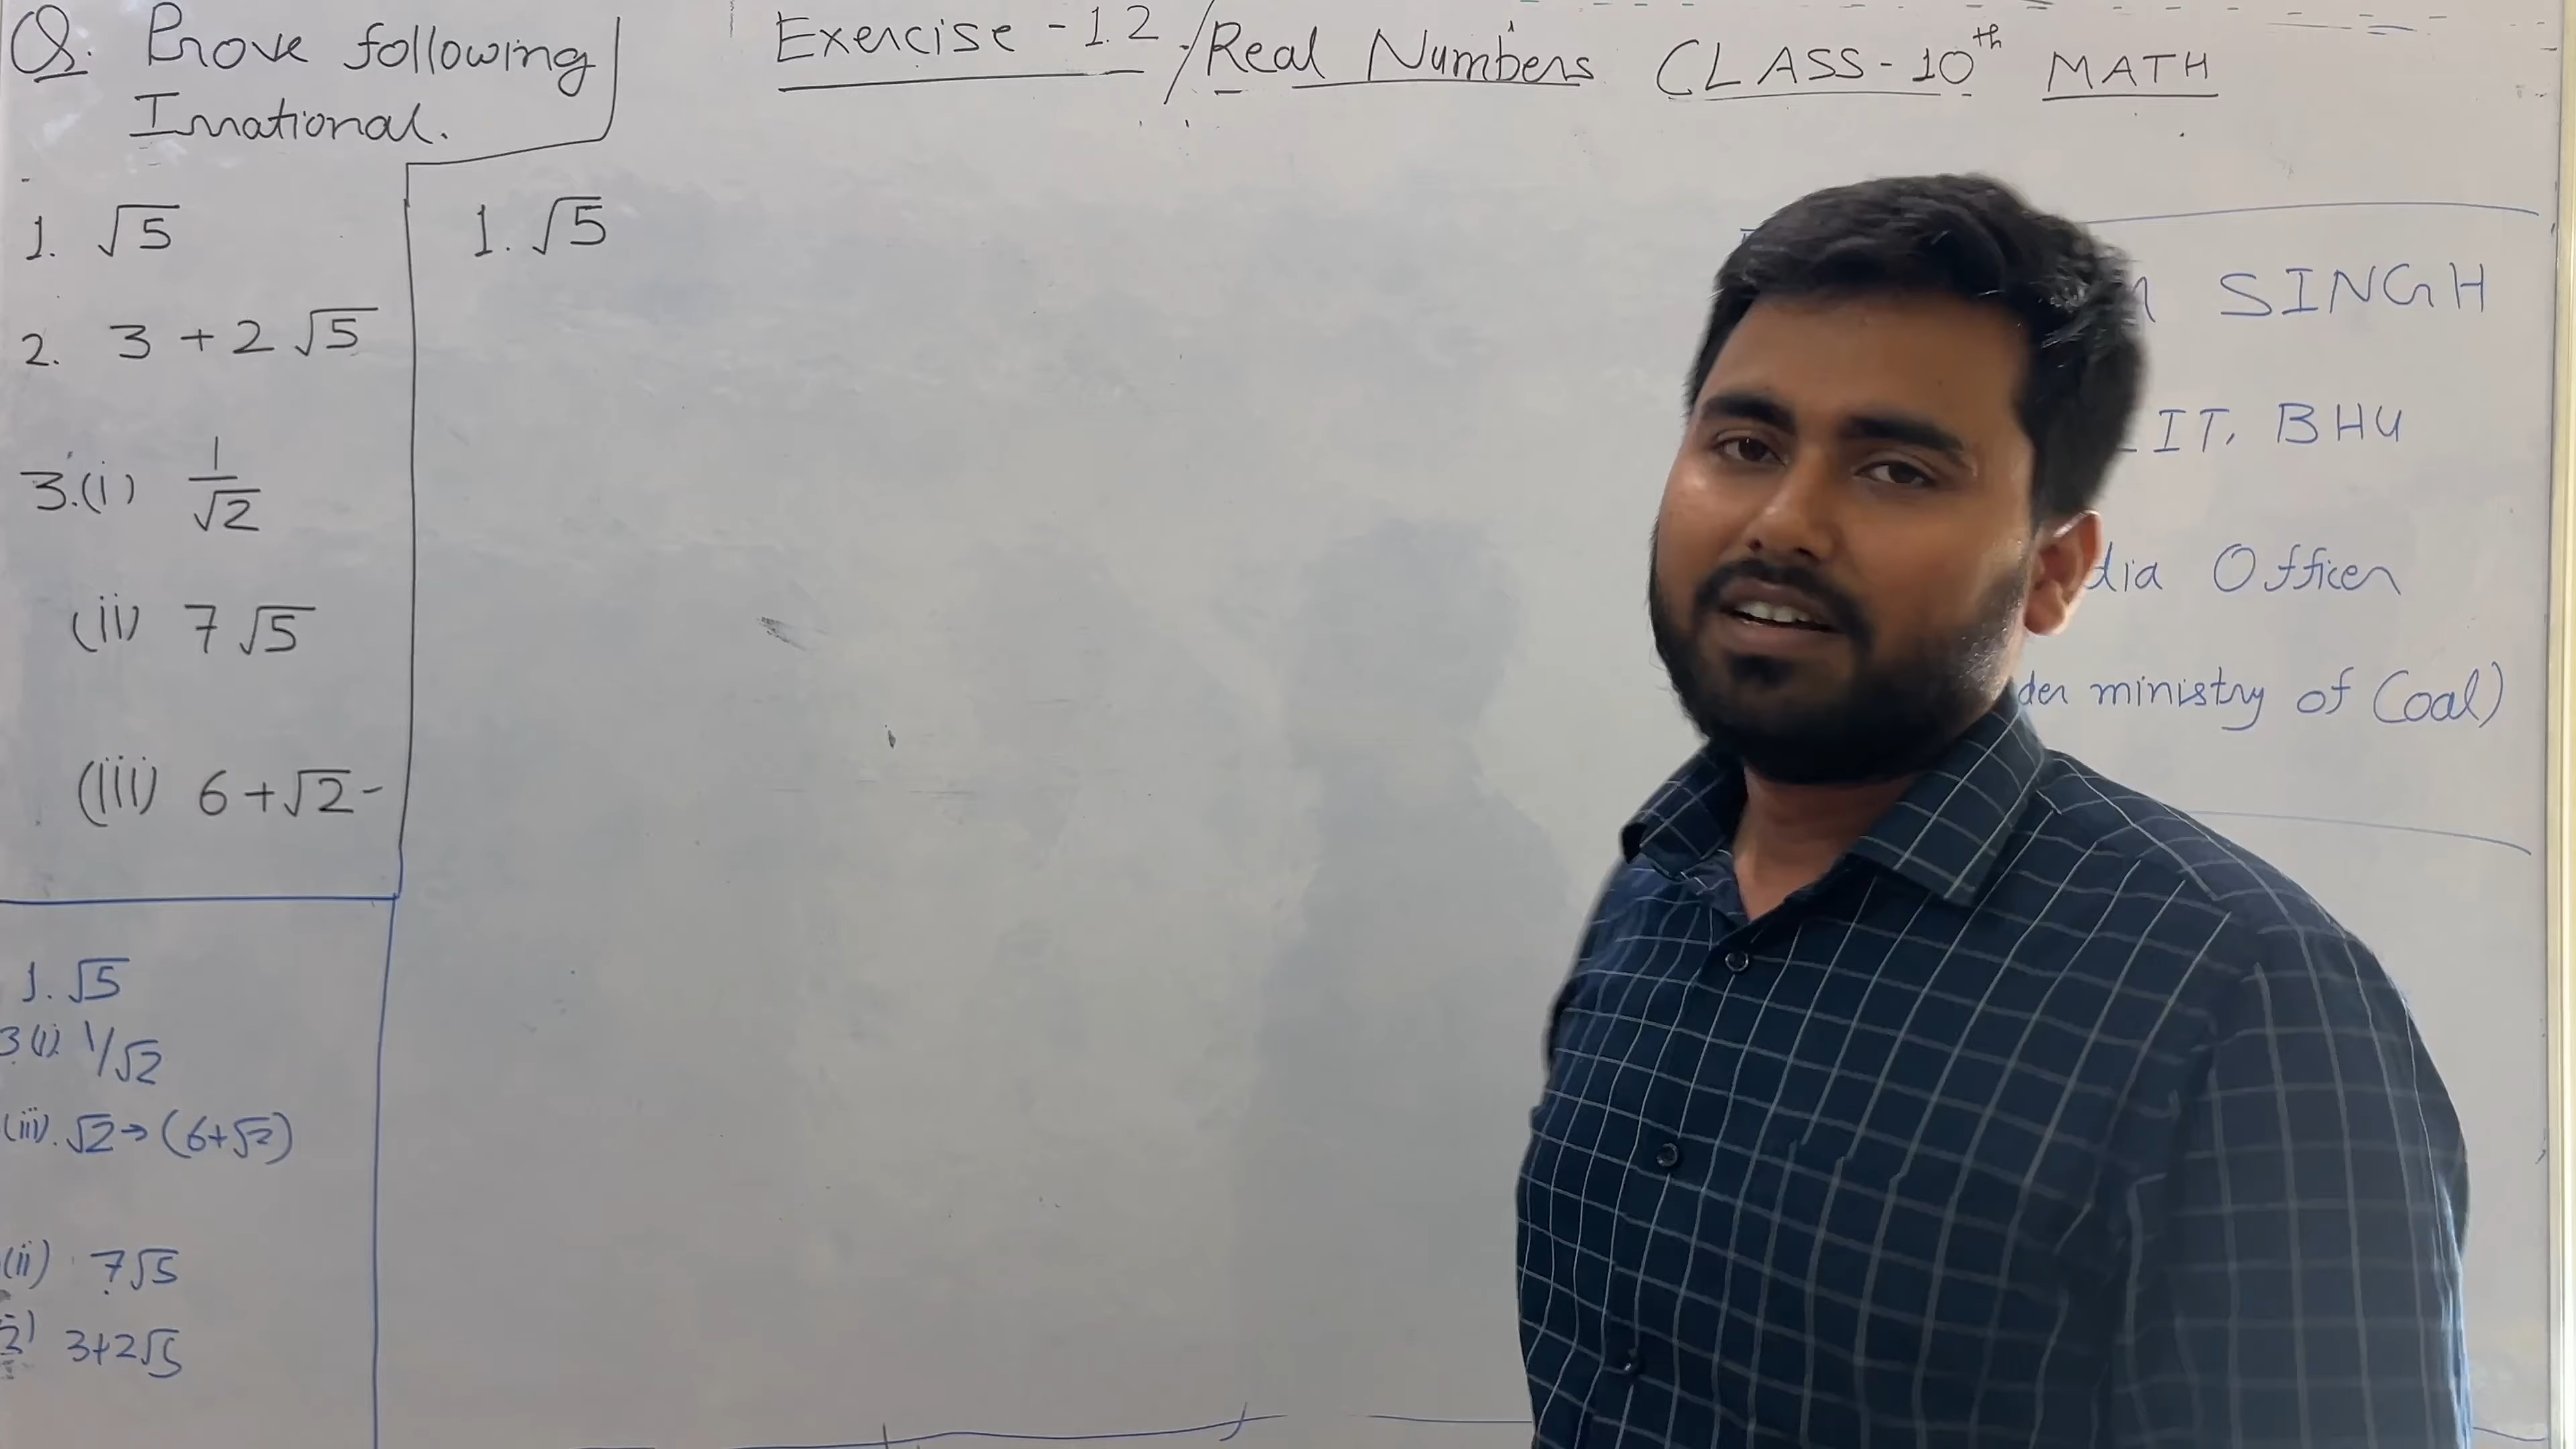 Q. Prove following
Irrational.
Exercise - 1.2 / Real Numbers CLASS - 10th MATH
1. √5
2. 3 + 2√5
3.(i) 1/√2
(ii) 7√5
(iii) 6+√2-
1. √5
3(i) 1/√2
(iii). √2→(6+√2)
(ii) 7√5
2) 3+2√5
1. √5
SINGH
IIT, BHU
Officer
ministry of Coal)